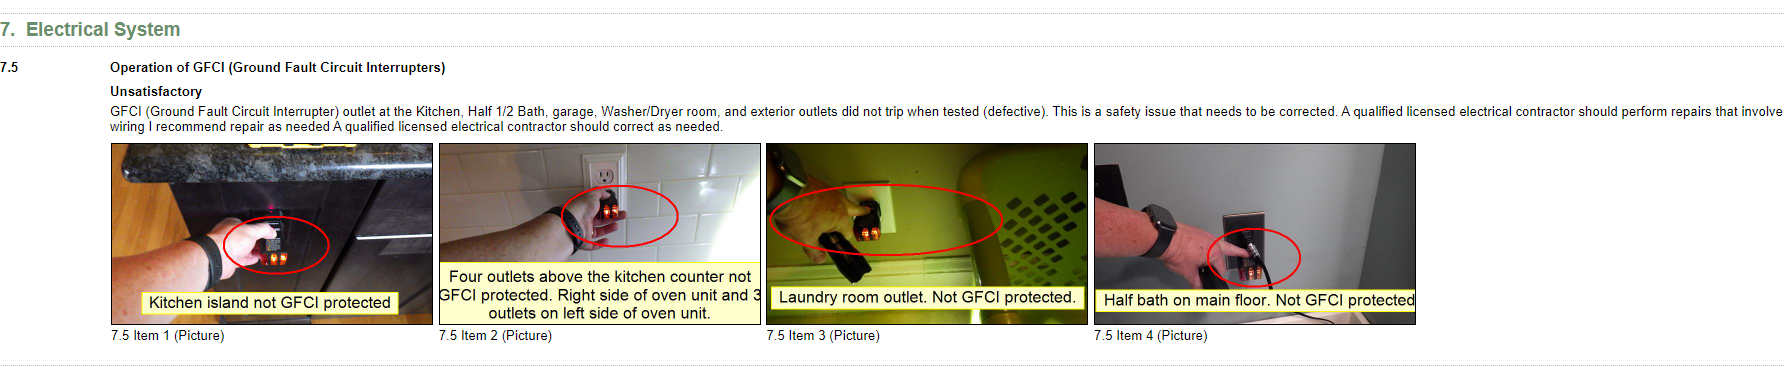 7. Electrical System
7.5
Operation of GFCI (Ground Fault Circuit Interrupters)
Unsatisfactory
GFCI (Ground Fault Circuit Interrupter) outlet at the Kitchen, Half 1/2 Bath, garage, Washer/Dryer room, and exterior outlets did not trip when tested (defective). This is a safety issue that needs to be corrected. A qualified licensed electrical contractor should perform repairs that involve
wiring I recommend repair as needed A qualified licensed electrical contractor should correct as needed.
Kitchen island not GFCI protected
Four outlets above the kitchen counter not
GFCI protected. Right side of oven unit and 3
outlets on left side of oven unit.
Laundry room outlet. Not GFCI protected.
Half bath on main floor. Not GFCI protected
7.5 Item 1 (Picture)
7.5 Item 2 (Picture)
7.5 Item 3 (Picture)
7.5 Item 4 (Picture)